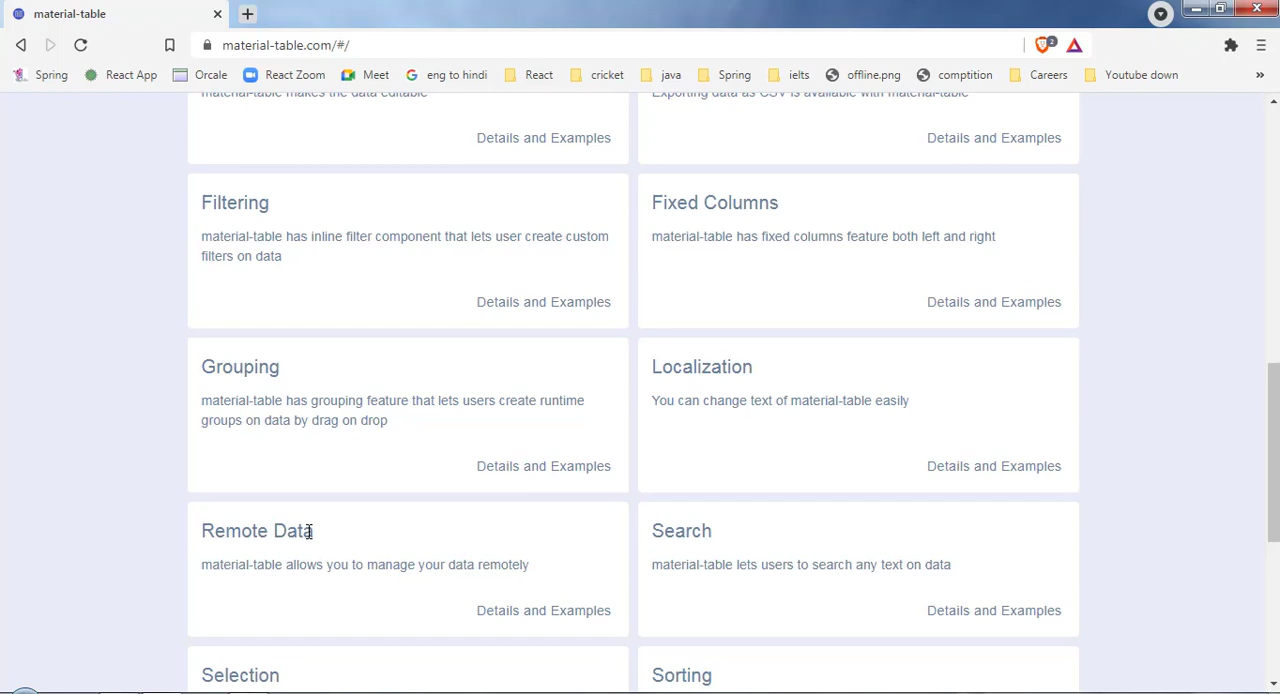 material-table
material-table.com/#/
2
Spring
React App
Orcale
React Zoom
Meet
eng to hindi
React
cricket
java
Spring
ielts
offline.png
comptition
Careers
Youtube down
»
material-table makes the data editable
Exporting data as CSV is available with material-table
Details and Examples
Details and Examples
Filtering
material-table has inline filter component that lets user create custom
filters on data
Details and Examples
Fixed Columns
material-table has fixed columns feature both left and right
Details and Examples
Grouping
material-table has grouping feature that lets users create runtime
groups on data by drag on drop
Details and Examples
Localization
You can change text of material-table easily
Details and Examples
Remote Data
material-table allows you to manage your data remotely
Details and Examples
Search
material-table lets users to search any text on data
Details and Examples
Selection
Sorting